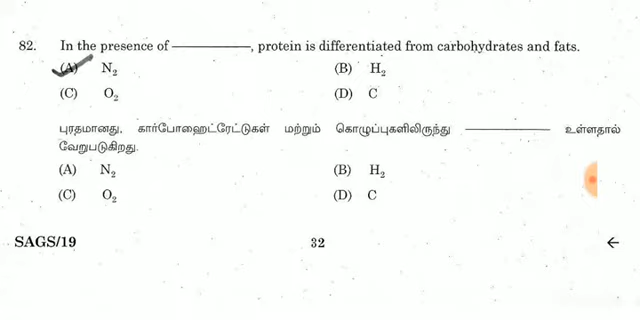 82. In the presence of ————, protein is differentiated from carbohydrates and fats.
(A) N₂ (B) H₂
(C) O₂ (D) C
புரதமானது, கார்போஹைட்ரேட்டுகள் மற்றும் கொழுப்புகளிலிருந்து ———— உள்ளதால்
வேறுபடுகிறது.
(A) N₂ (B) H₂
(C) O₂ (D) C
SAGS/19 32 ←